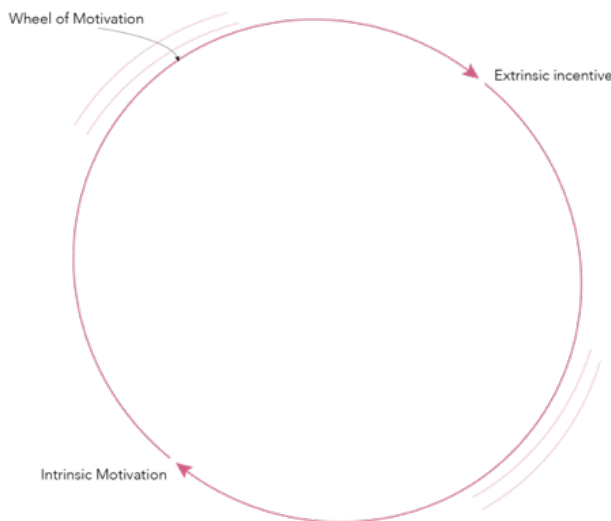 Wheel of Motivation
Extrinsic incentive
Intrinsic Motivation